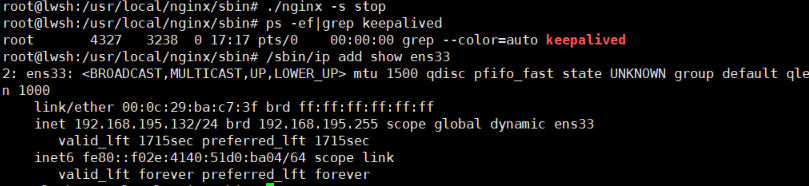 root@lwsh:/usr/local/nginx/sbin# ./nginx -s stop
root@lwsh:/usr/local/nginx/sbin# ps -ef|grep keepalived
root 4327 3238 0 17:17 pts/0 00:00:00 grep --color=auto keepalived
root@lwsh:/usr/local/nginx/sbin# /sbin/ip add show ens33
2: ens33: <BROADCAST,MULTICAST,UP,LOWER_UP> mtu 1500 qdisc pfifo_fast state UNKNOWN group default qle
n 1000
link/ether 00:0c:29:ba:c7:3f brd ff:ff:ff:ff:ff:ff
inet 192.168.195.132/24 brd 192.168.195.255 scope global dynamic ens33
valid_lft 1715sec preferred_lft 1715sec
inet6 fe80::f02e:4140:51d0:ba04/64 scope link
valid_lft forever preferred_lft forever